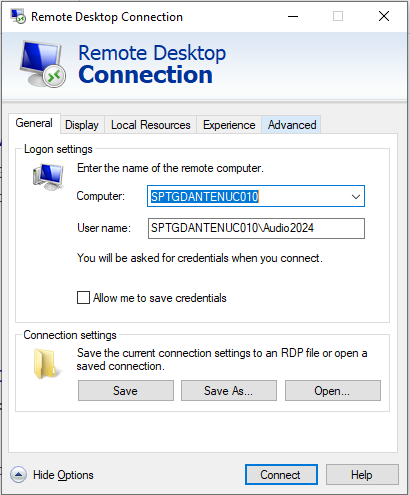 Remote Desktop Connection
Remote Desktop
Connection
General Display Local Resources Experience Advanced
Logon settings
Enter the name of the remote computer.
Computer: SPTGDANTENUC010
User name: SPTGDANTENUC010\Audio2024
You will be asked for credentials when you connect.
Allow me to save credentials
Connection settings
Save the current connection settings to an RDP file or open a
saved connection.
Save Save As... Open...
Hide Options Connect Help